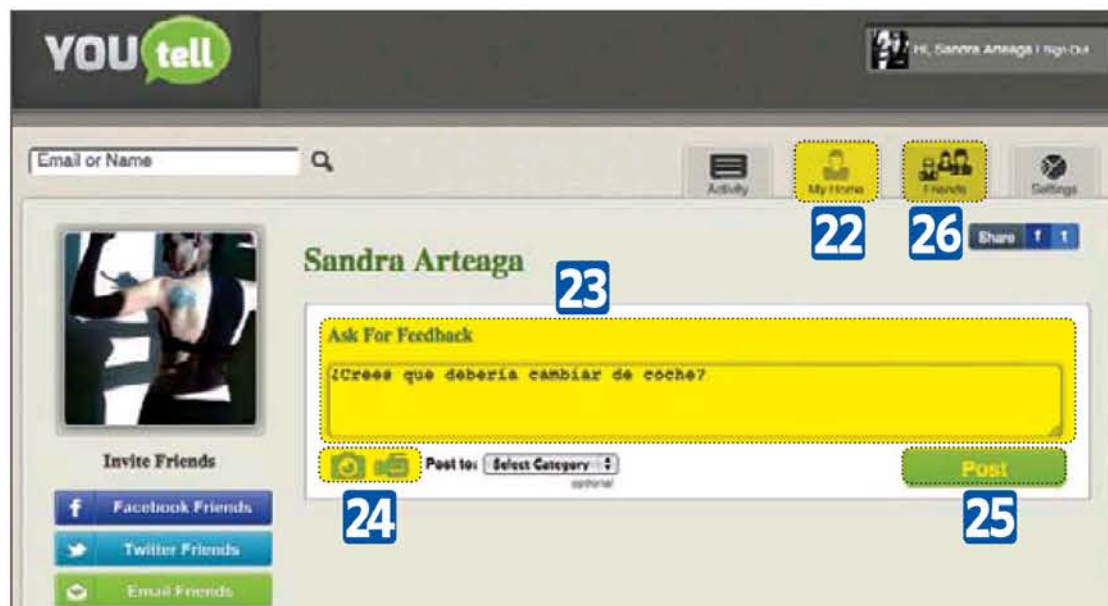 YOU tell
Hi, Sandra Arteaga | Sign Out
Email or Name
Activity
My Home
Friends
Settings
22
26
Share f t
Sandra Arteaga
23
Ask For Feedback
¿Crees que debería cambiar de coche?
Post to: Select Category
optional
Post
24
25
Invite Friends
f Facebook Friends
Twitter Friends
Email Friends